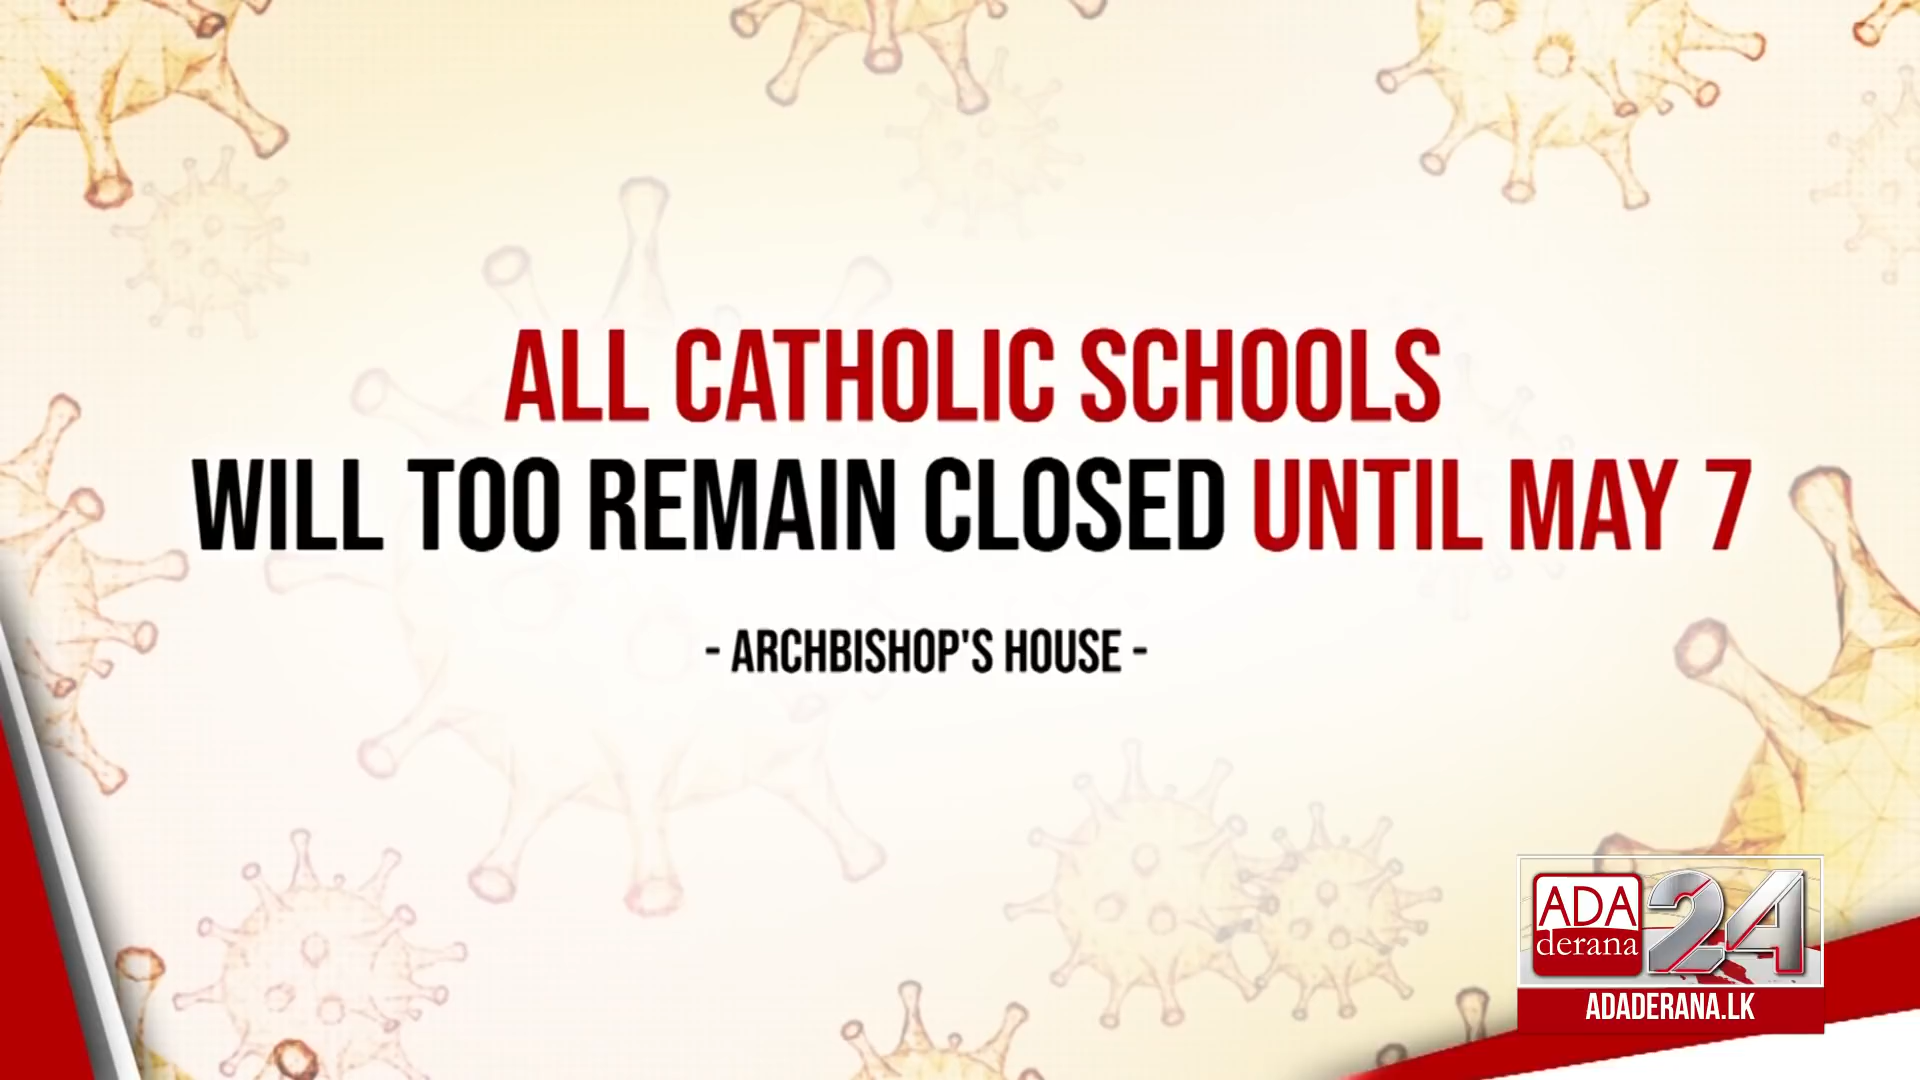 ALL CATHOLIC SCHOOLS
WILL TOO REMAIN CLOSED UNTIL MAY 7
- ARCHBISHOP'S HOUSE -
ADA
derana
24
ADADERANA.LK